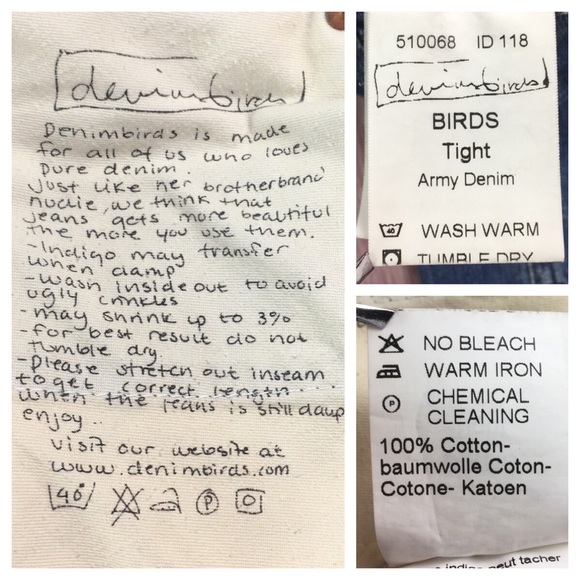 denimbirds
Denimbirds is made
for all of us who loves
pure denim.
Just like her brotherbrand
nudie, we think that
jeans gets more beautiful
the more you use them.
-Indigo may transfer
when damp
-wash inside out to avoid
ugly crinkles
-may shrink up to 3%
-for best result do not
tumble dry
-please stretch out inseam
to get correct length
when the jeans is still damp
enjoy..
visit our website at
www.denimbirds.com
40°
P
510068 ID 118
denimbirds
BIRDS
Tight
Army Denim
40 WASH WARM
TUMBLE DRY
NO BLEACH
WARM IRON
P CHEMICAL
CLEANING
100% Cotton-
baumwolle Coton-
Cotone- Katoen
indigo peut tacher